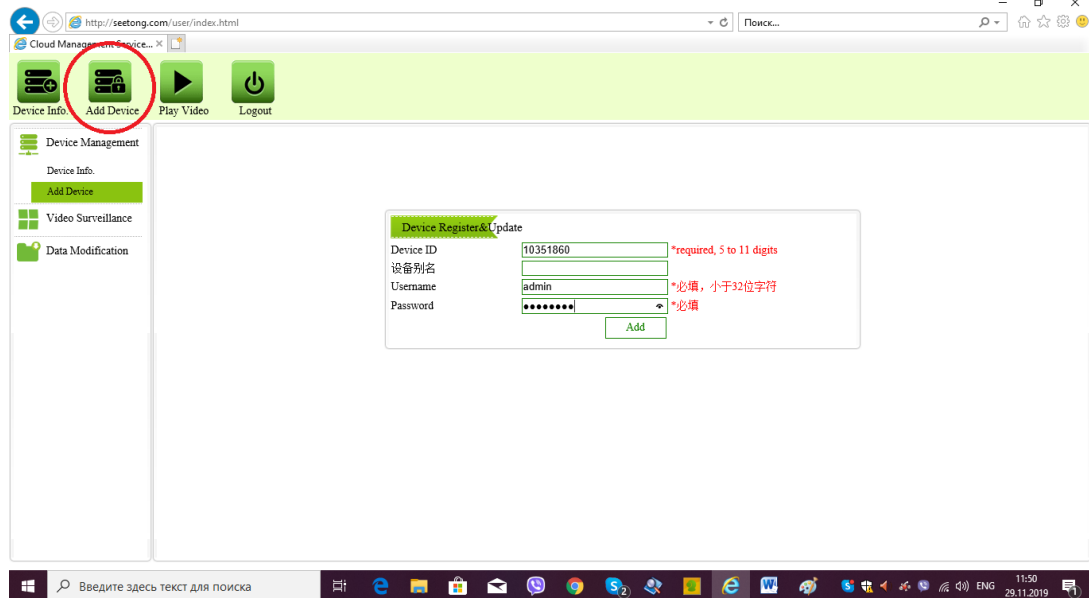 http://seetong.com/user/index.html
Поиск...
Cloud Management Service...
Device Info.
Add Device
Play Video
Logout
Device Management
Device Info.
Add Device
Video Surveillance
Data Modification
Device Register&Update
Device ID 10351860 *required, 5 to 11 digits
设备别名
Username admin *必填，小于32位字符
Password ●●●●●●●● *必填
Add
Введите здесь текст для поиска
ENG
11:50
29.11.2019